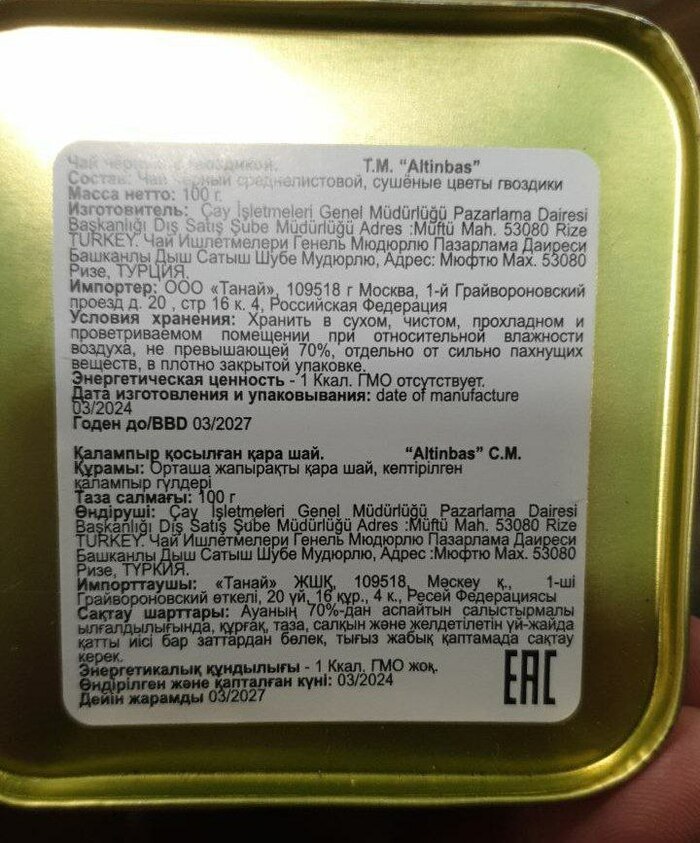 Чай черный с гвоздикой. Т.М. "Altinbas"
Состав: Чай черный среднелистовой, сушёные цветы гвоздики
Масса нетто: 100 г.
Изготовитель: Çay İşletmeleri Genel Müdürlüğü Pazarlama Dairesi
Başkanlığı Dış Satış Şube Müdürlüğü Adres :Müftü Mah. 53080 Rize
TURKEY. Чай Ишлетмелери Генель Мюдюрлю Пазарлама Даиреси
Башканлы Дыш Сатыш Шубе Мудюрлю, Адрес: Мюфтю Мах. 53080
Ризе, ТУРЦИЯ.
Импортер: ООО «Танай», 109518 г Москва, 1-й Грайвороновский
проезд д. 20 , стр 16 к. 4, Российская Федерация
Условия хранения: Хранить в сухом, чистом, прохладном и
проветриваемом помещении при относительной влажности
воздуха, не превышающей 70%, отдельно от сильно пахнущих
веществ, в плотно закрытой упаковке.
Энергетическая ценность - 1 Ккал. ГМО отсутствует.
Дата изготовления и упаковывания: date of manufacture
03/2024
Годен до/BBD 03/2027
Қалампыр қосылған қара шай. "Altinbas" С.М.
Құрамы: Орташа жапырақты қара шай, кептірілген
қалампыр гүлдері
Таза салмағы: 100 г
Өндіруші: Çay İşletmeleri Genel Müdürlüğü Pazarlama Dairesi
Başkanlığı Dış Satış Şube Müdürlüğü Adres :Müftü Mah. 53080 Rize
TURKEY. Чай Ишлетмелери Генель Мюдюрлю Пазарлама Даиреси
Башканлы Дыш Сатыш Шубе Мудюрлю, Адрес :Мюфтю Мах. 53080
Ризе, ТҮРКИЯ.
Импорттаушы: «Танай» ЖШҚ, 109518, Мәскеу қ., 1-ші
Грайвороновский өткелі, 20 үй, 16 құр., 4 к., Ресей Федерациясы
Сақтау шарттары: Ауаның 70%-дан аспайтын салыстырмалы
ылғалдылығында, құрғақ, таза, салқын және желдетілетін үй-жайда
қатты иісі бар заттардан бөлек, тығыз жабық қаптамада сақтау
керек.
Энергетикалық құндылығы - 1 Ккал. ГМО жоқ.
Өндірілген және қапталған күні: 03/2024
Дейін жарамды 03/2027
EAC